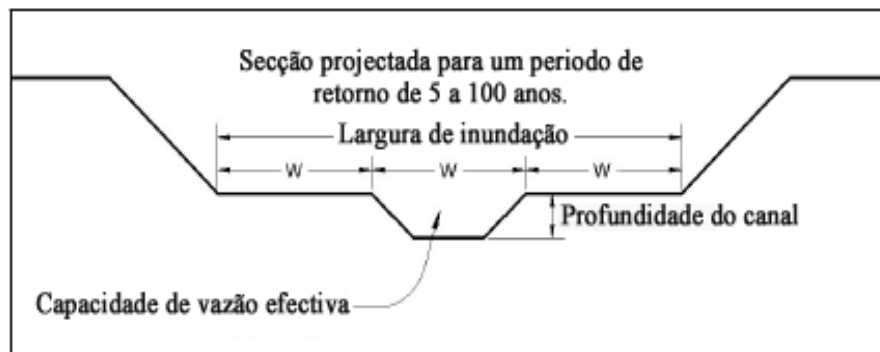 Secção projectada para um periodo de
retorno de 5 a 100 anos.
Largura de inundação
W W W
Profundidade do canal
Capacidade de vazão efectiva